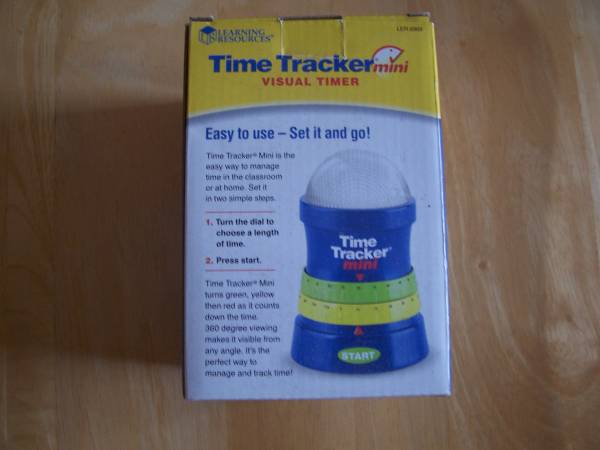 LEARNING
RESOURCES®
Time Tracker mini
VISUAL TIMER
Easy to use – Set it and go!
Time Tracker® Mini is the
easy way to manage
time in the classroom
or at home. Set it
in two simple steps.
1. Turn the dial to
choose a length
of time.
2. Press start.
Time Tracker® Mini
turns green, yellow
then red as it counts
down the time.
360 degree viewing
makes it visible from
any angle. It's the
perfect way to
manage and track time!
Time
Tracker®
mini
START